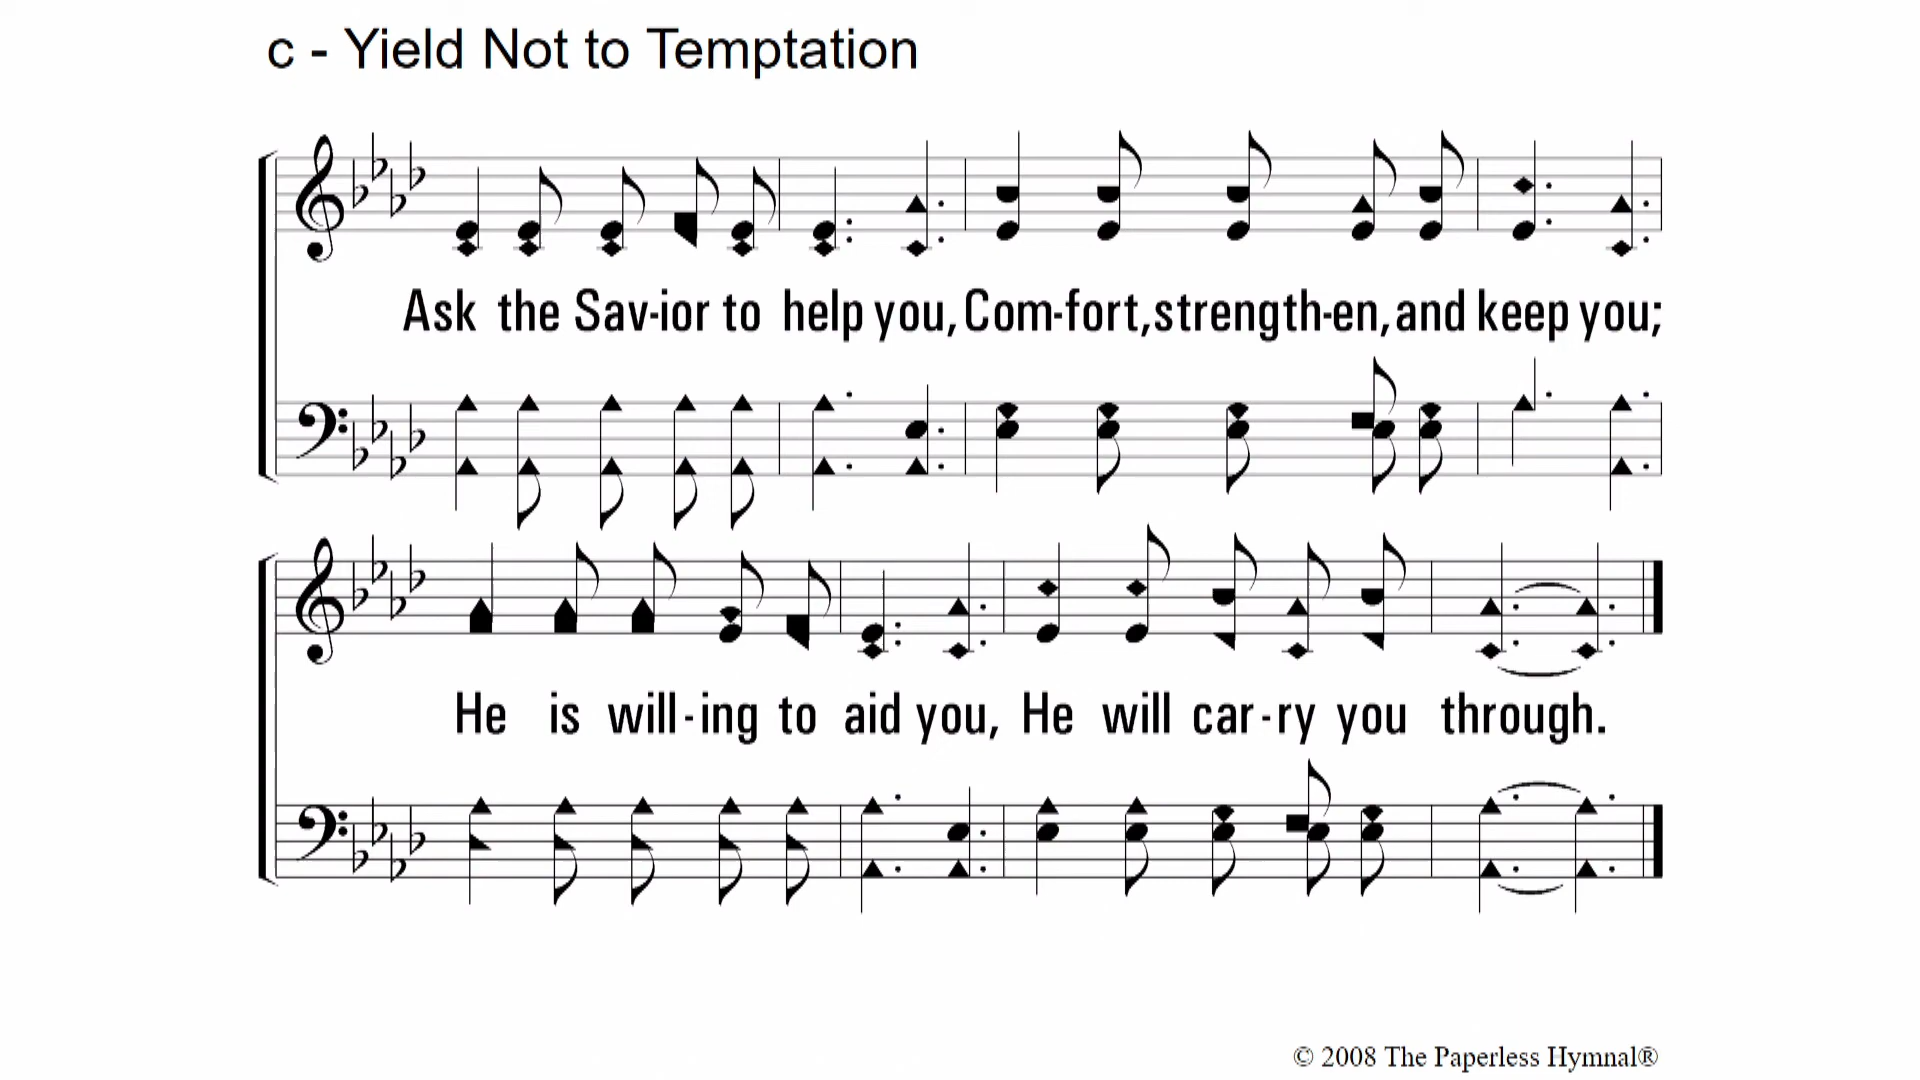 c - Yield Not to Temptation
Ask the Sav-ior to help you, Com-fort, strength-en, and keep you;
He is will-ing to aid you, He will car-ry you through.
© 2008 The Paperless Hymnal®